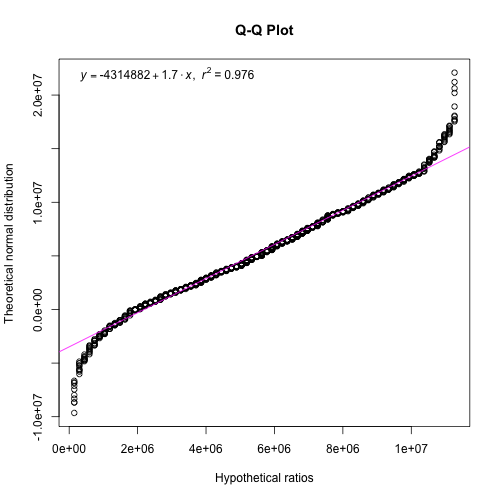 Q-Q Plot
y = -4314882 + 1.7 · x, r² = 0.976
Theoretical normal distribution
2.0e+07
1.0e+07
0.0e+00
-1.0e+07
0e+00 2e+06 4e+06 6e+06 8e+06 1e+07
Hypothetical ratios